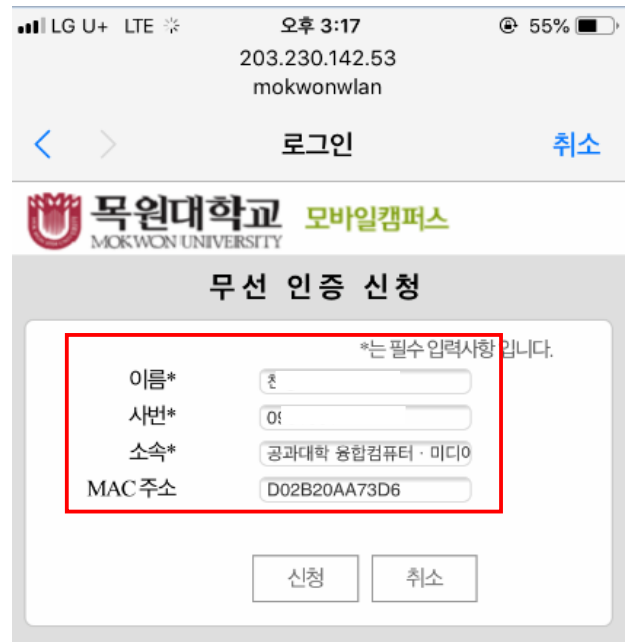 LG U+ LTE 오후 3:17 55%
203.230.142.53
mokwonwlan
로그인 취소
목원대학교 모바일캠퍼스
MOKWON UNIVERSITY
무선 인증 신청
*는 필수 입력사항 입니다.
이름*
사번* 09
소속* 공과대학 융합컴퓨터 · 미디어
MAC 주소 D02B20AA73D6
신청 취소